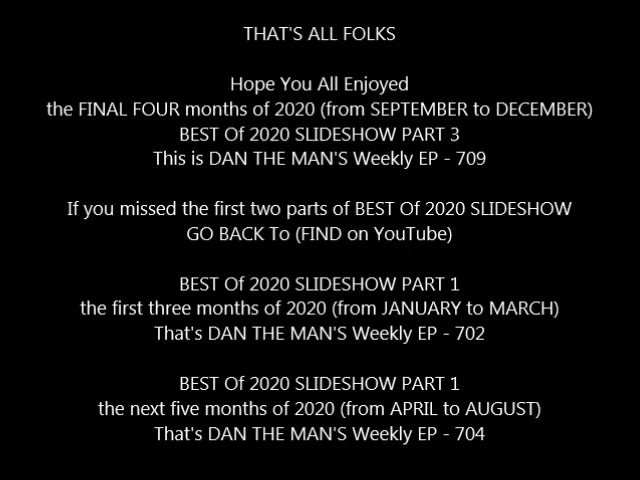 THAT'S ALL FOLKS
Hope You All Enjoyed
the FINAL FOUR months of 2020 (from SEPTEMBER to DECEMBER)
BEST Of 2020 SLIDESHOW PART 3
This is DAN THE MAN'S Weekly EP - 709
If you missed the first two parts of BEST Of 2020 SLIDESHOW
GO BACK To (FIND on YouTube)
BEST Of 2020 SLIDESHOW PART 1
the first three months of 2020 (from JANUARY to MARCH)
That's DAN THE MAN'S Weekly EP - 702
BEST Of 2020 SLIDESHOW PART 1
the next five months of 2020 (from APRIL to AUGUST)
That's DAN THE MAN'S Weekly EP - 704